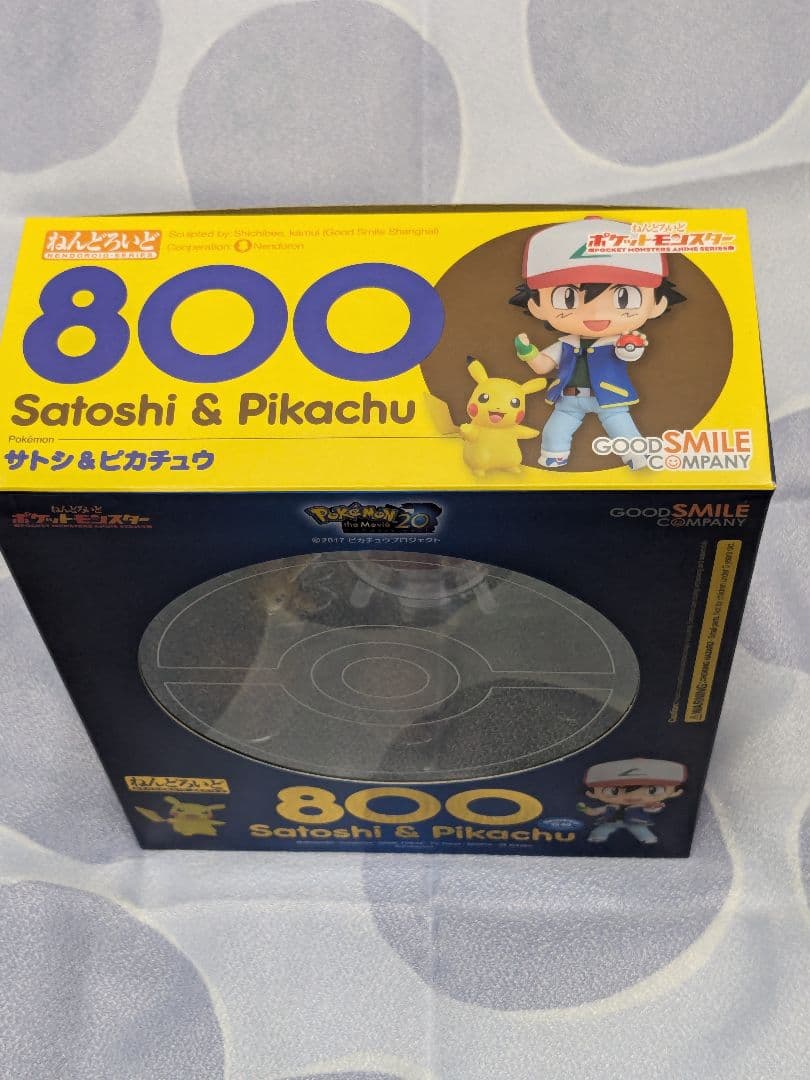 ねんどろいど
NENDOROID SERIES
Sculpted by: Shichibee, kamui (Good Smile Shanghai)
Cooperation: Nendoron
ねんどろいど
ポケットモンスター
POCKET MONSTERS ANIME SERIES
800
Satoshi & Pikachu
Pokémon
サトシ&ピカチュウ
GOOD SMILE
COMPANY
ねんどろいど
ポケットモンスター
POCKET MONSTERS ANIME SERIES
POKÉMON
the Movie 20
©2017 ピカチュウプロジェクト
GOOD SMILE
COMPANY
ねんどろいど
800
Satoshi & Pikachu